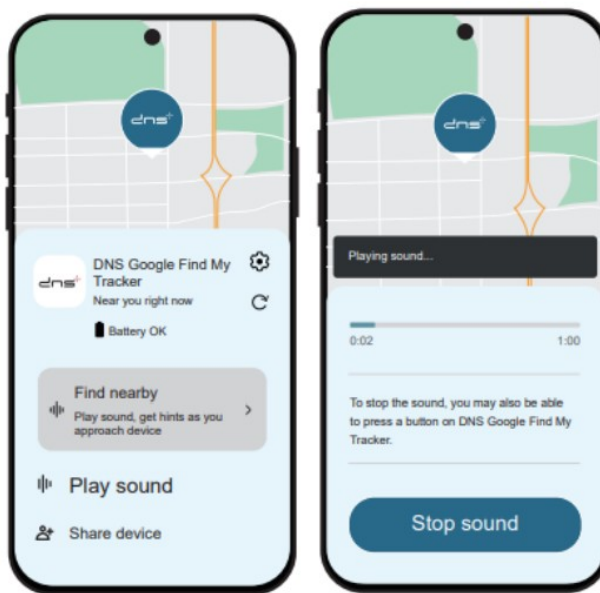 dns+
dns+
DNS Google Find My
Tracker
Near you right now
Battery OK
Find nearby
Play sound, get hints as you
approach device
Play sound
Share device
dns+
Playing sound...
0:02
1:00
To stop the sound, you may also be able
to press a button on DNS Google Find My
Tracker.
Stop sound